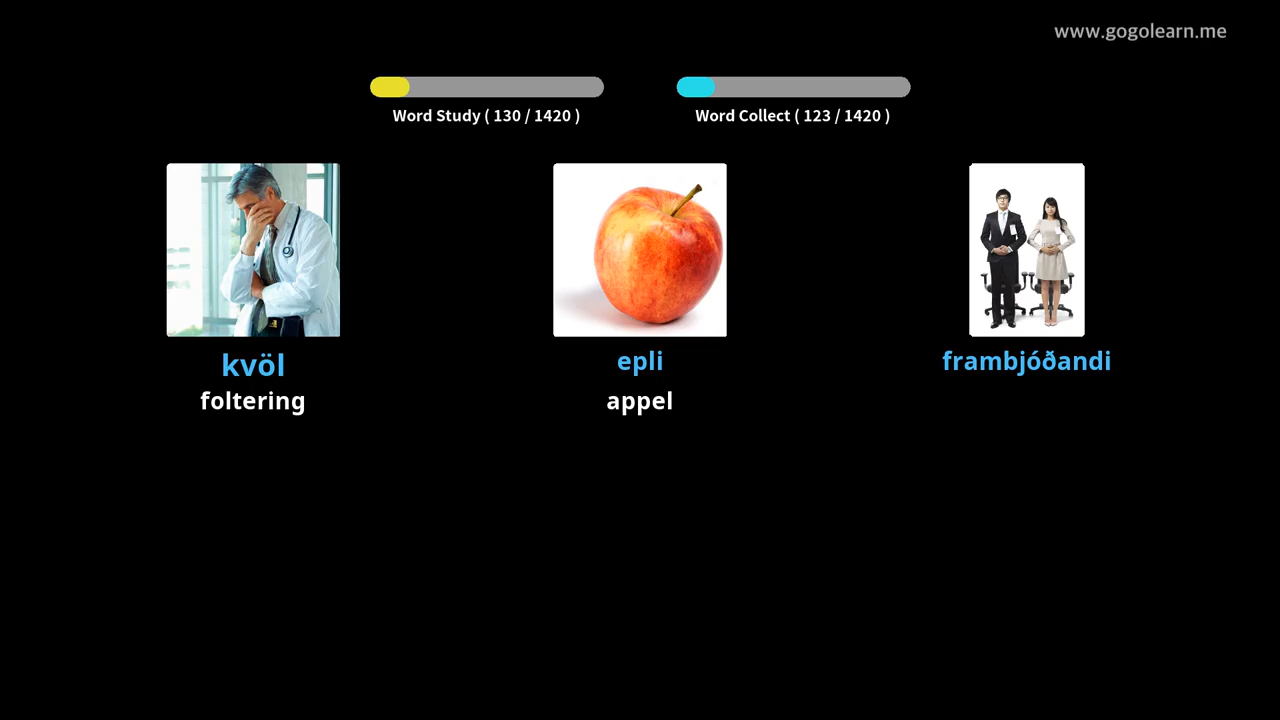 www.gogolearn.me
Word Study ( 130 / 1420 )
Word Collect ( 123 / 1420 )
kvöl
epli
frambjóðandi
foltering
appel